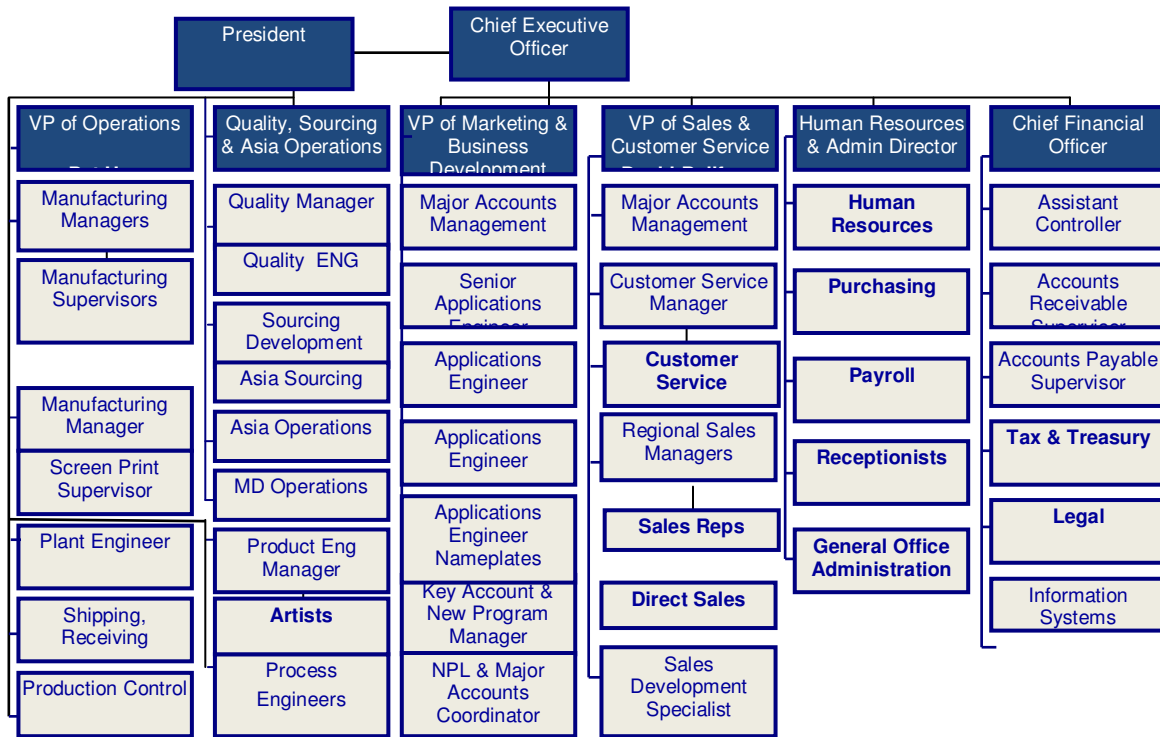 President
Chief Executive
Officer
VP of Operations
Manufacturing
Managers
Manufacturing
Supervisors
Manufacturing
Manager
Screen Print
Supervisor
Plant Engineer
Shipping,
Receiving
Production Control
Quality, Sourcing
& Asia Operations
Quality Manager
Quality ENG
Sourcing
Development
Asia Sourcing
Asia Operations
MD Operations
Product Eng
Manager
Artists
Process
Engineers
VP of Marketing &
Business
Development
Major Accounts
Management
Senior
Applications
Engineer
Applications
Engineer
Applications
Engineer
Applications
Engineer
Nameplates
Key Account &
New Program
Manager
NPL & Major
Accounts
Coordinator
VP of Sales &
Customer Service
Major Accounts
Management
Customer Service
Manager
Customer
Service
Regional Sales
Managers
Sales Reps
Direct Sales
Sales
Development
Specialist
Human Resources
& Admin Director
Human
Resources
Purchasing
Payroll
Receptionists
General Office
Administration
Chief Financial
Officer
Assistant
Controller
Accounts
Receivable
Supervisor
Accounts Payable
Supervisor
Tax & Treasury
Legal
Information
Systems